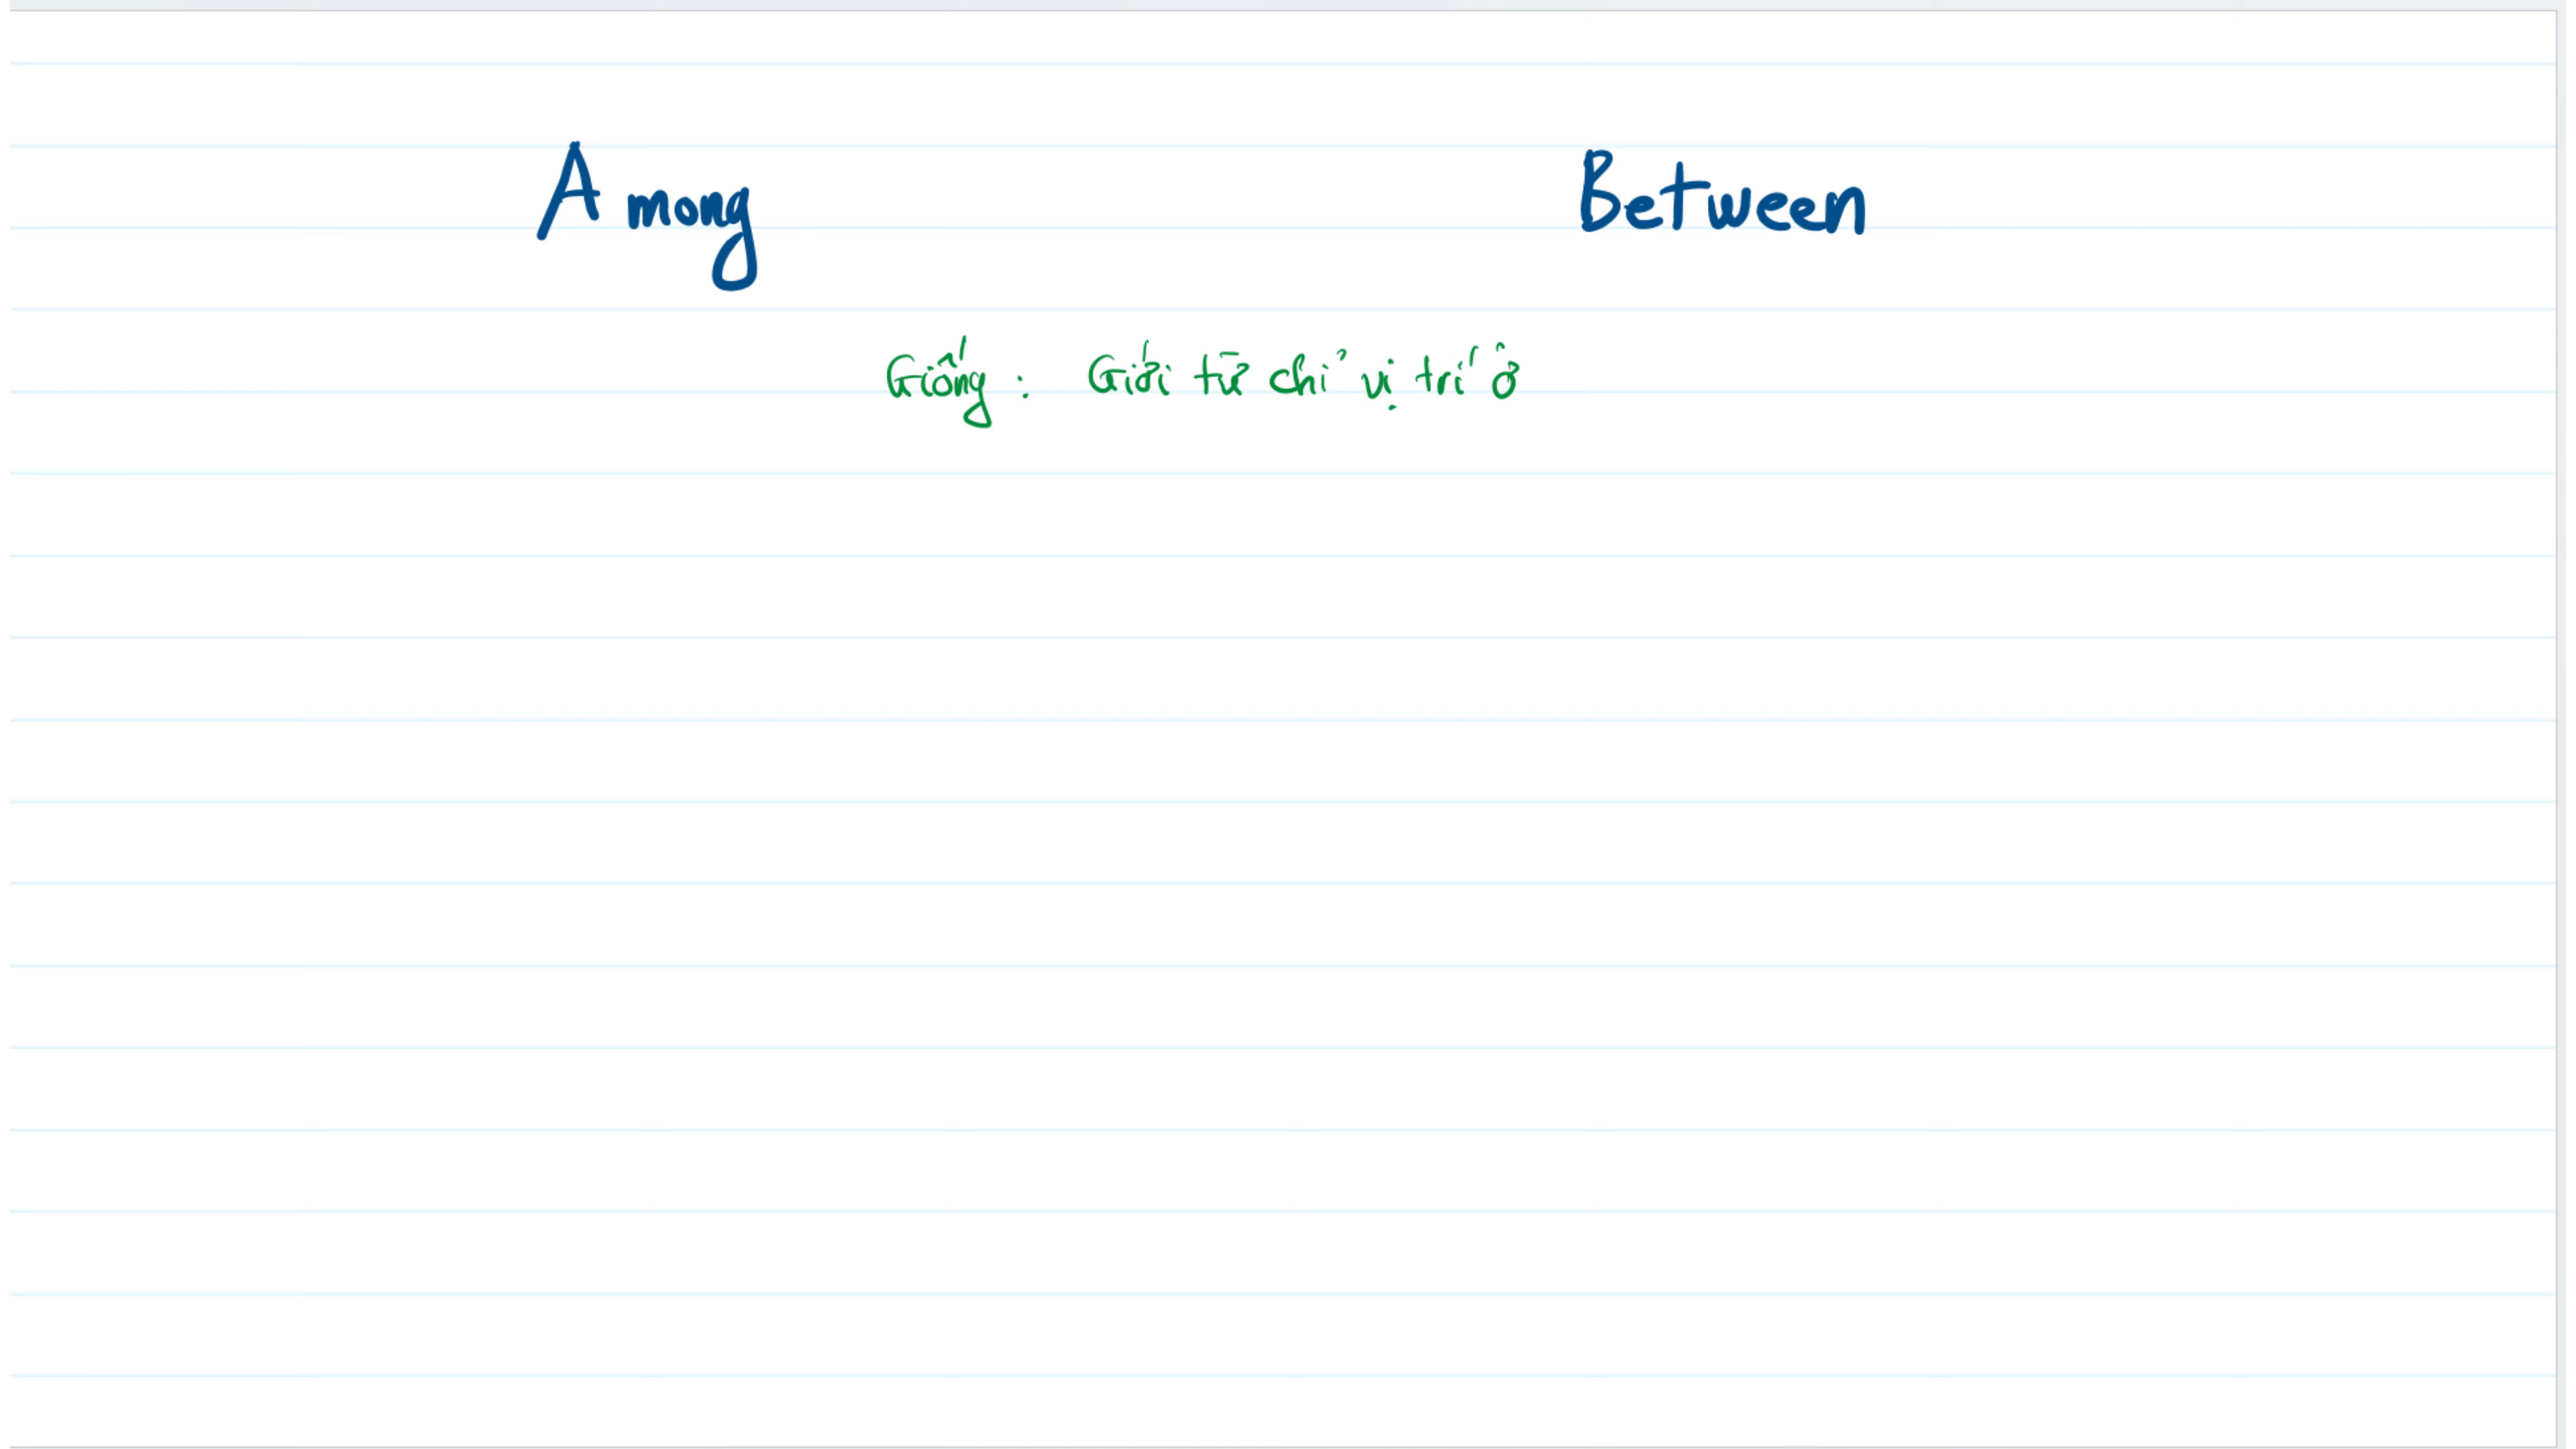 Among Between
Giống : Giới từ chỉ vị trí ở